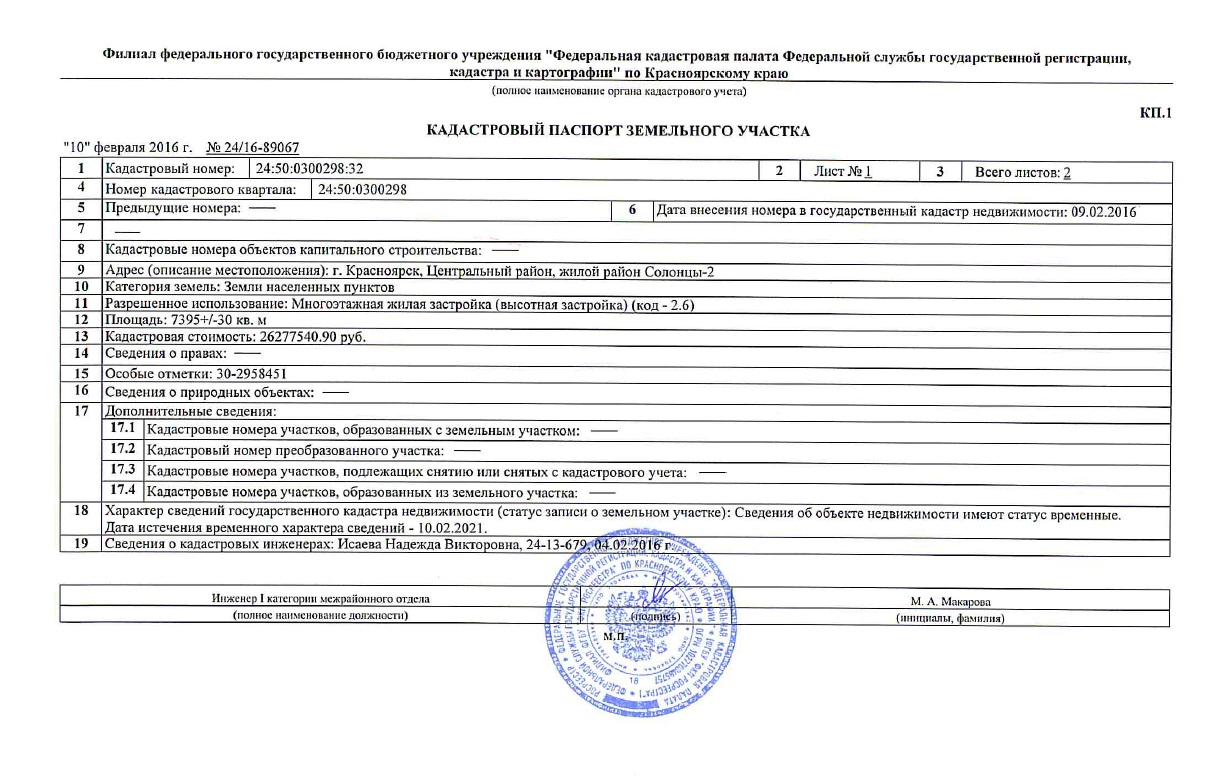 Филиал федерального государственного бюджетного учреждения "Федеральная кадастровая палата Федеральной службы государственной регистрации,
кадастра и картографии" по Красноярскому краю
(полное наименование органа кадастрового учета)
КП.1
КАДАСТРОВЫЙ ПАСПОРТ ЗЕМЕЛЬНОГО УЧАСТКА
"10" февраля 2016 г. № 24/16-89067
1 Кадастровый номер: 24:50:0300298:32 2 Лист № 1 3 Всего листов: 2
4 Номер кадастрового квартала: 24:50:0300298
5 Предыдущие номера: —— 6 Дата внесения номера в государственный кадастр недвижимости: 09.02.2016
7 ——
8 Кадастровые номера объектов капитального строительства: ——
9 Адрес (описание местоположения): г. Красноярск, Центральный район, жилой район Солонцы-2
10 Категория земель: Земли населенных пунктов
11 Разрешенное использование: Многоэтажная жилая застройка (высотная застройка) (код - 2.6)
12 Площадь: 7395+/-30 кв. м
13 Кадастровая стоимость: 26277540.90 руб.
14 Сведения о правах: ——
15 Особые отметки: 30-2958451
16 Сведения о природных объектах: ——
17 Дополнительные сведения:
17.1 Кадастровые номера участков, образованных с земельным участком: ——
17.2 Кадастровый номер преобразованного участка: ——
17.3 Кадастровые номера участков, подлежащих снятию или снятых с кадастрового учета: ——
17.4 Кадастровые номера участков, образованных из земельного участка: ——
18 Характер сведений государственного кадастра недвижимости (статус записи о земельном участке): Сведения об объекте недвижимости имеют статус временные.
Дата истечения временного характера сведений - 10.02.2021.
19 Сведения о кадастровых инженерах: Исаева Надежда Викторовна, 24-13-679, 04.02.2016 г.
Инженер I категории межрайонного отдела М. А. Макарова
(полное наименование должности) (подпись) (инициалы, фамилия)
М.П.
18